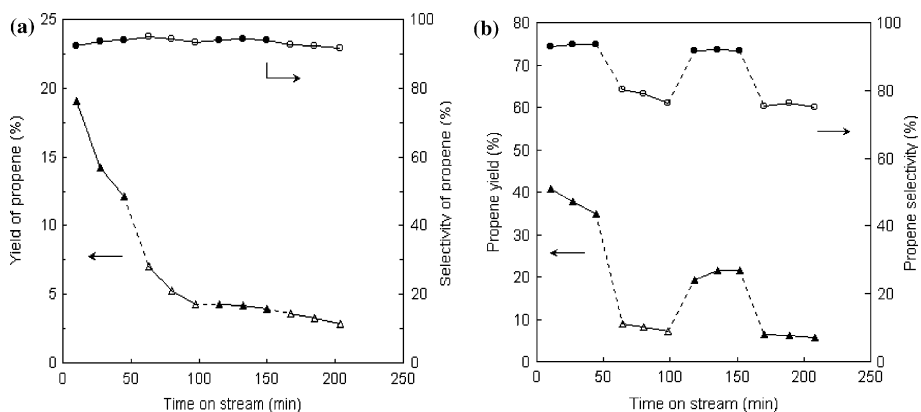 (a)
Yield of propene (%)
25
20
15
10
5
0
100
80
60
40
20
0
Selectivity of propene (%)
0 50 100 150 200 250
Time on stream (min)
(b)
Propene yield (%)
80
70
60
50
40
30
20
10
0
100
80
60
40
20
0
Propene selectivity (%)
0 50 100 150 200 250
Time on stream (min)